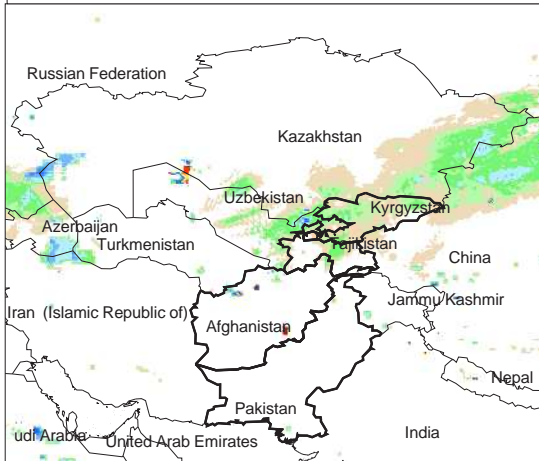 Russian Federation
Kazakhstan
Uzbekistan
Kyrgyzstan
Azerbaijan
Turkmenistan
Tajikistan
China
Jammu Kashmir
Iran (Islamic Republic of)
Afghanistan
Nepal
Pakistan
udi Arabia
United Arab Emirates
India